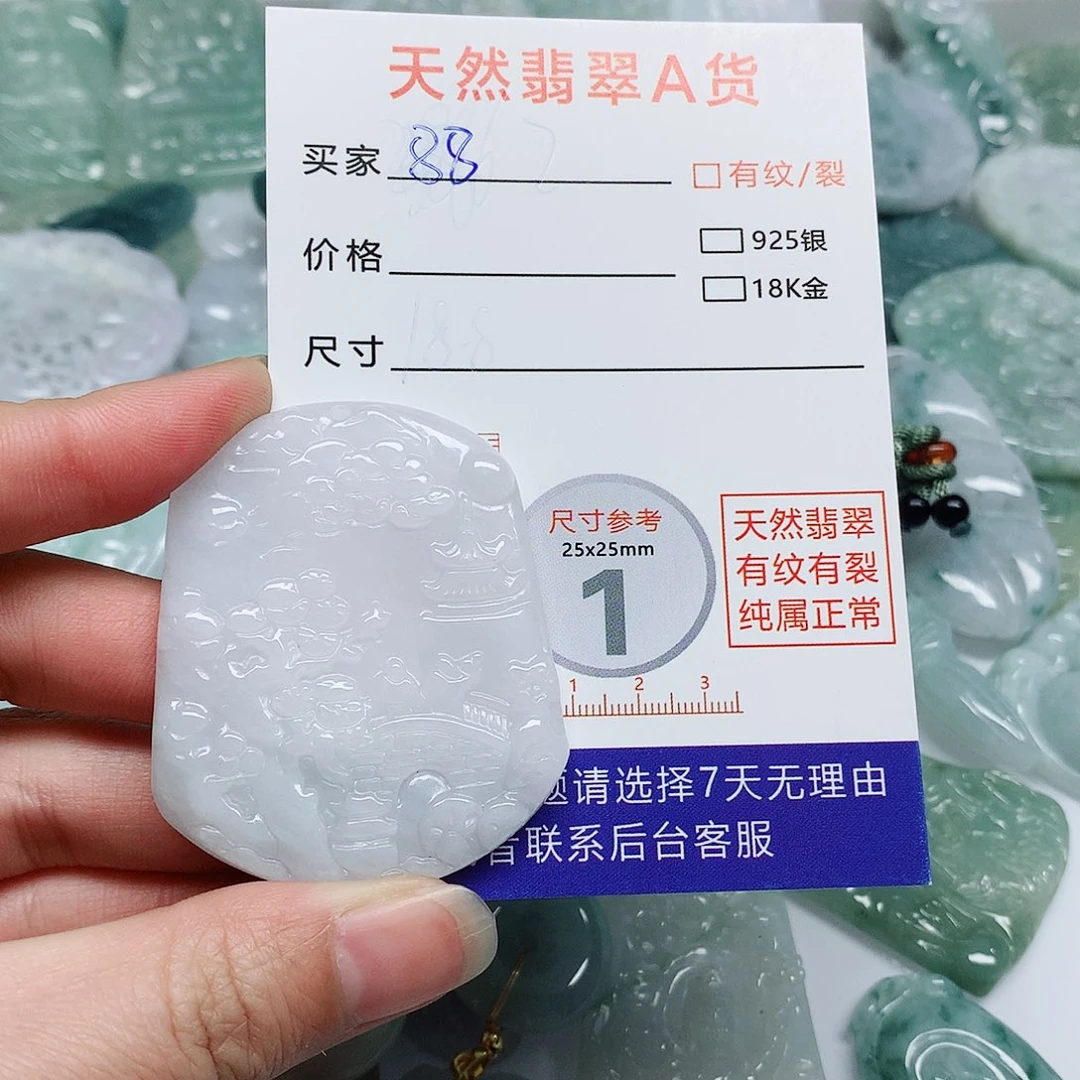 天然翡翠A货
买家 88
有纹/裂
价格
925银
18K金
尺寸
尺寸参考
25x25mm
1
天然翡翠
有纹有裂
纯属正常
1 2 3
题请选择7天无理由
联系后台客服